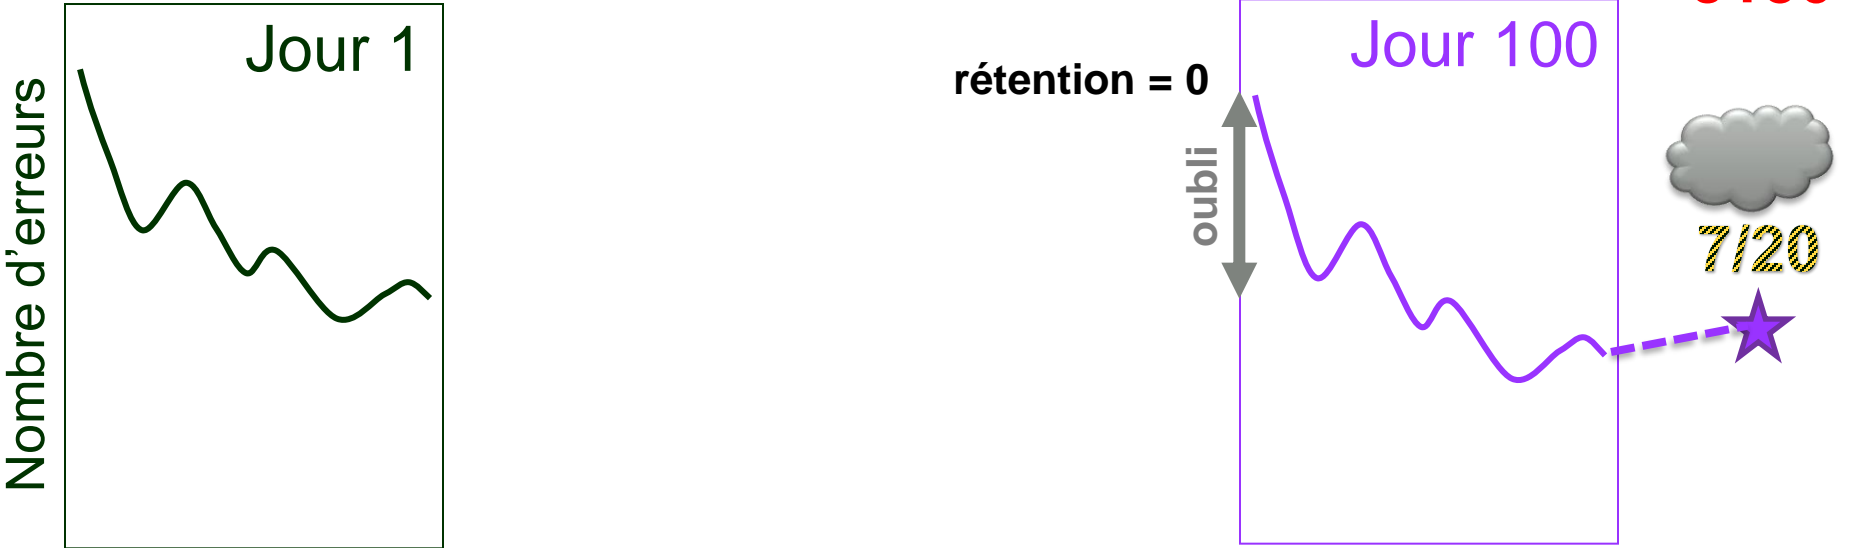 Jour 1
Nombre d'erreurs
rétention = 0
oubli
Jour 100
7/20